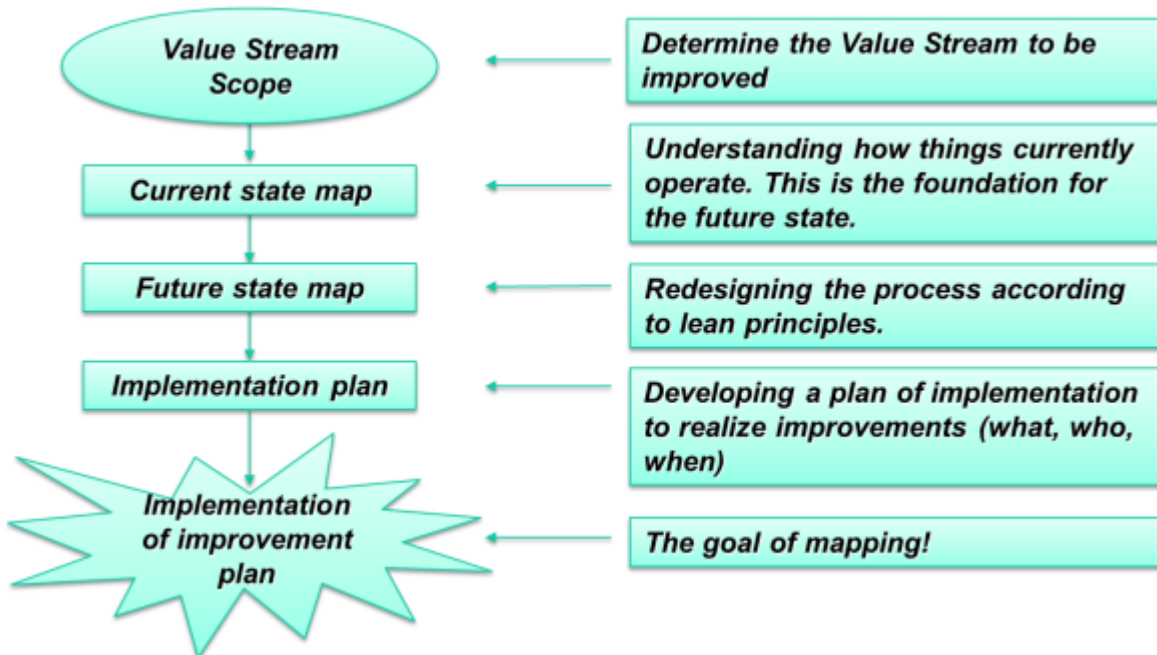 Value Stream
Scope
Determine the Value Stream to be
improved
Current state map
Understanding how things currently
operate. This is the foundation for
the future state.
Future state map
Redesigning the process according
to lean principles.
Implementation plan
Developing a plan of implementation
to realize improvements (what, who,
when)
Implementation
of improvement
plan
The goal of mapping!